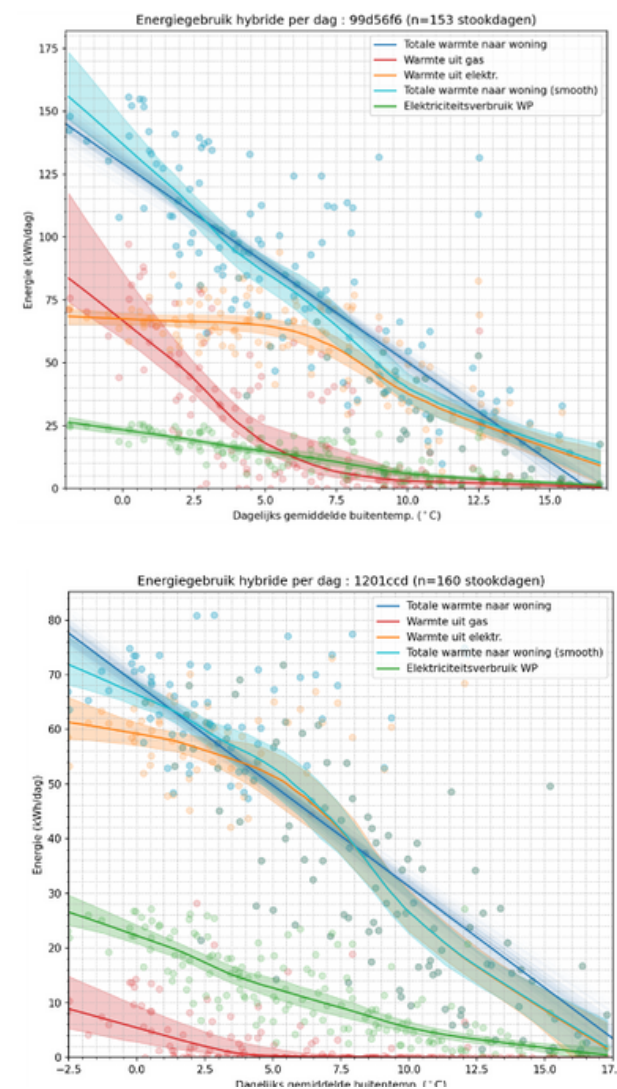 Energiegebruik hybride per dag : 99d56f6 (n=153 stookdagen)
Totale warmte naar woning
Warmte uit gas
Warmte uit elektr.
Totale warmte naar woning (smooth)
Elektriciteitsverbruik WP
175
150
125
100
75
50
25
0
Energie (kWh/dag)
0.0 2.5 5.0 7.5 10.0 12.5 15.0
Dagelijks gemiddelde buitentemp. (°C)
Energiegebruik hybride per dag : 1201ccd (n=160 stookdagen)
Totale warmte naar woning
Warmte uit gas
Warmte uit elektr.
Totale warmte naar woning (smooth)
Elektriciteitsverbruik WP
80
70
60
50
40
30
20
10
0
Energie (kWh/dag)
−2.5 0.0 2.5 5.0 7.5 10.0 12.5 15.0 17.
Dagelijks gemiddelde buitentemp. (°C)